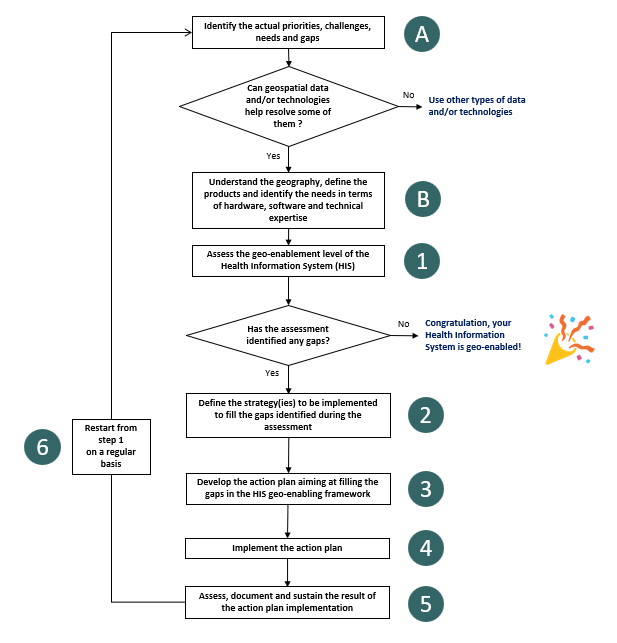 Identify the actual priorities, challenges,
needs and gaps
A
Can geospatial data
and/or technologies
help resolve some of
them ?
No
Use other types of data
and/or technologies
Yes
Understand the geography, define the
products and identify the needs in terms
of hardware, software and technical
expertise
B
Assess the geo-enablement level of the
Health Information System (HIS)
1
Has the assessment
identified any gaps?
No
Congratulation, your
Health Information
System is geo-enabled!
Yes
Define the strategy(ies) to be implemented
to fill the gaps identified during the
assessment
2
6
Restart from
step 1
on a regular
basis
Develop the action plan aiming at filling the
gaps in the HIS geo-enabling framework
3
Implement the action plan
4
Assess, document and sustain the result of
the action plan implementation
5